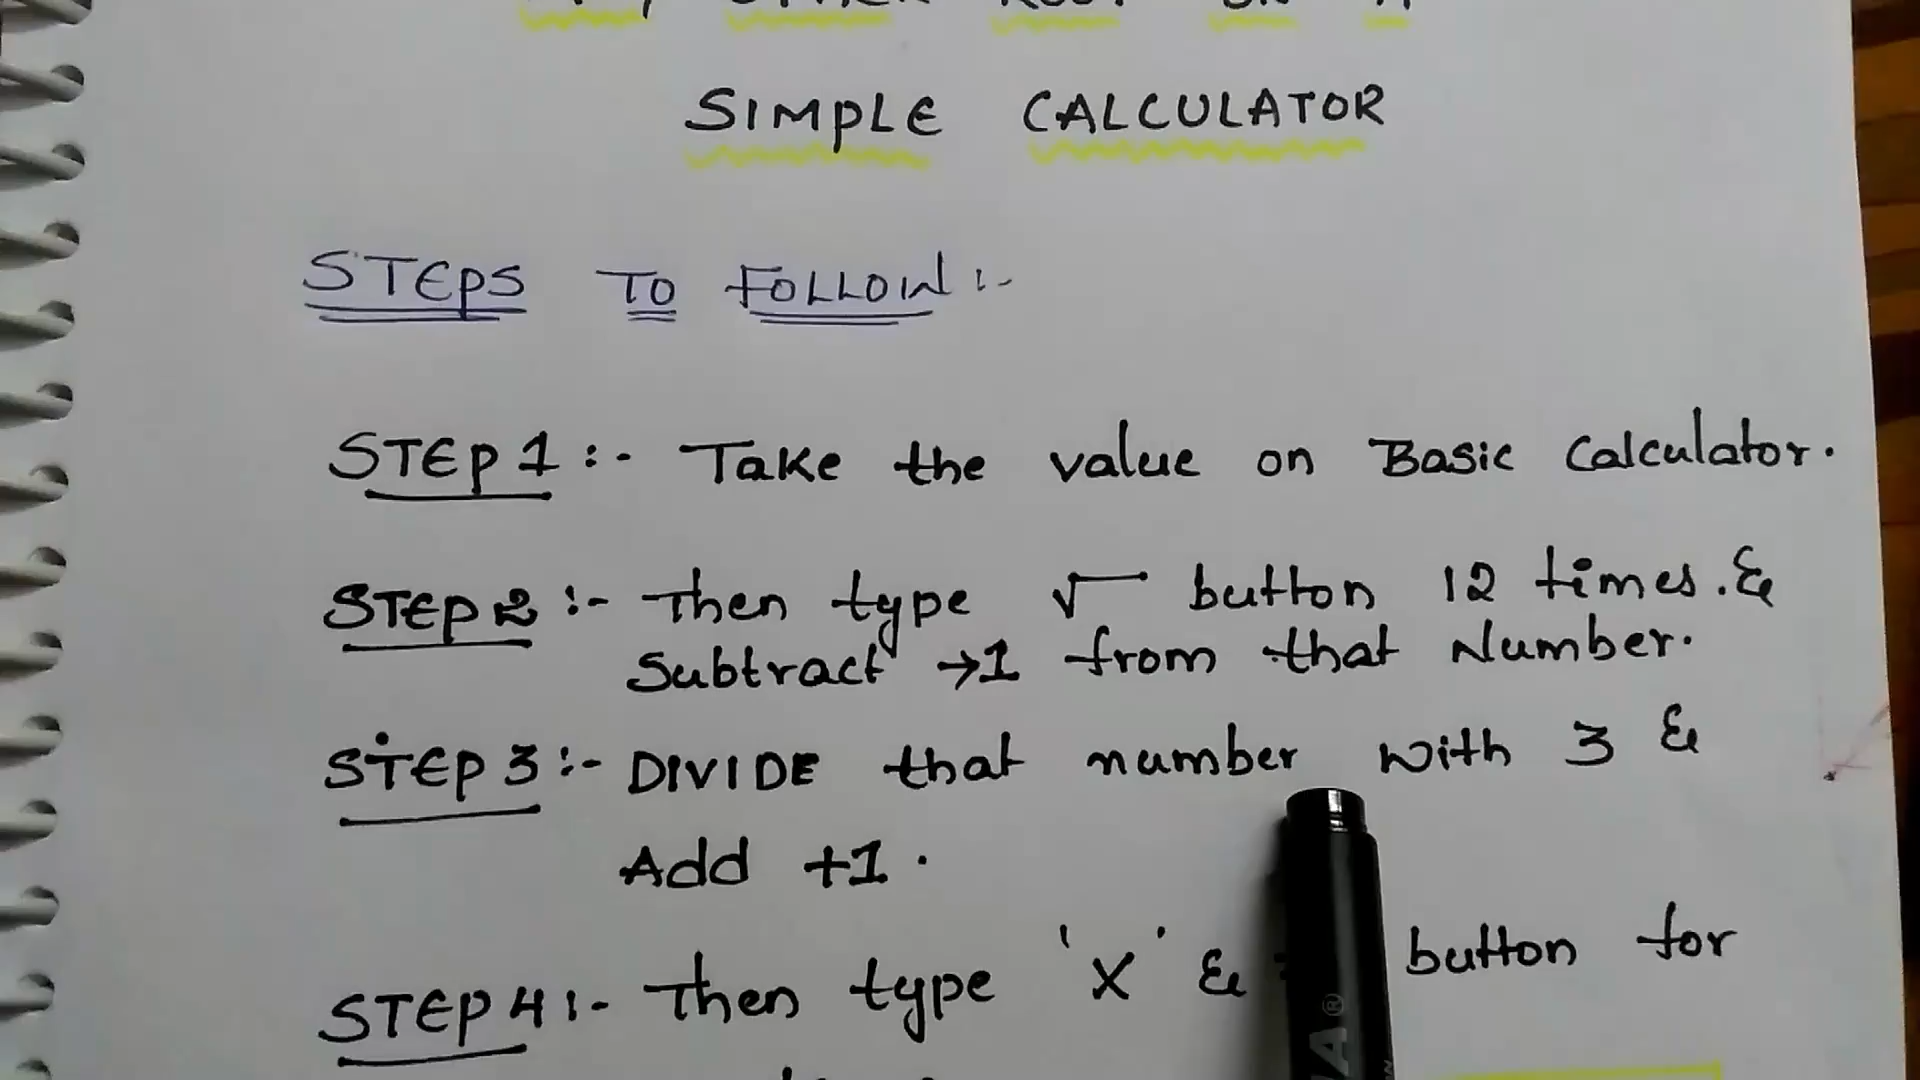 SIMPLE CALCULATOR
STEPS TO FOLLOW :-
STEP 1 :- Take the value on Basic Calculator.
STEP 2 :- Then type √ button 12 times. &
Subtract →1 from that Number.
STEP 3 :- DIVIDE that number with 3 &
Add +1.
STEP 4 :- Then type 'X' & button for